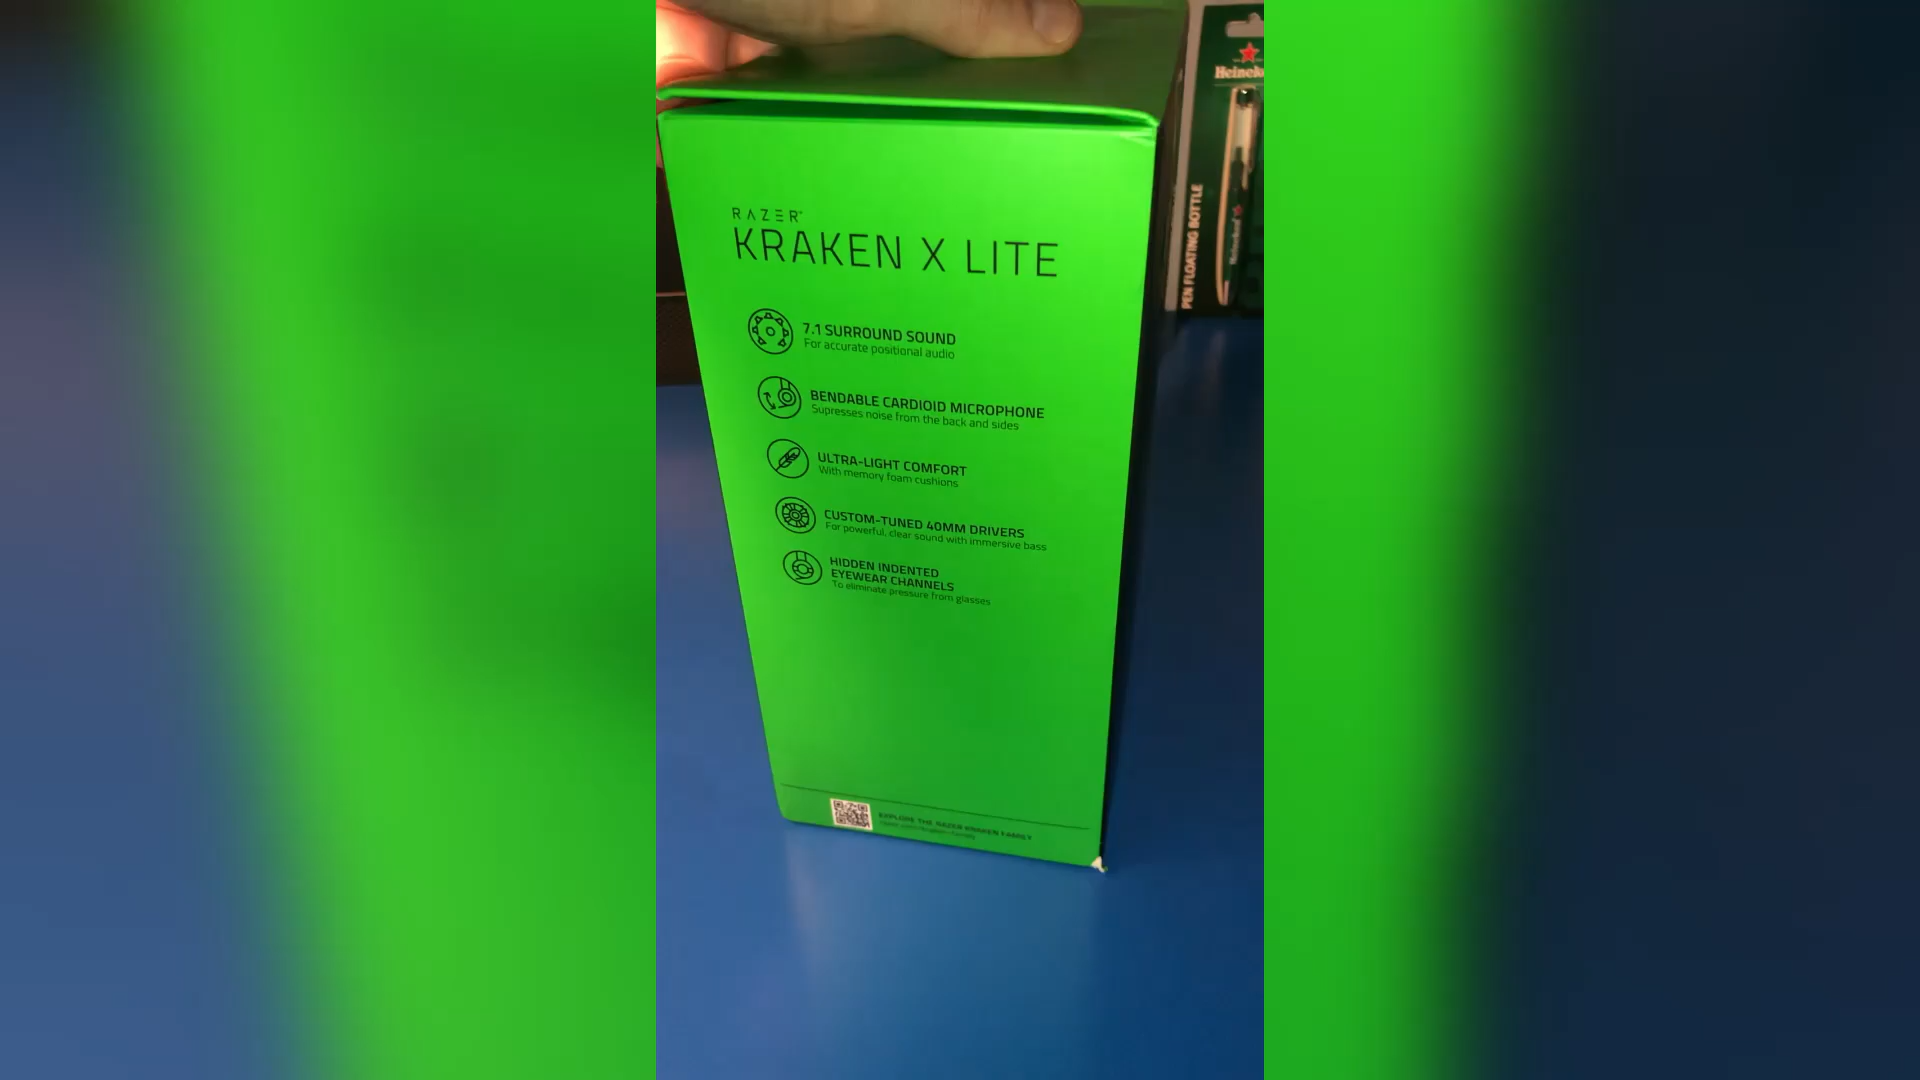 RAZER
KRAKEN X LITE
7.1 SURROUND SOUND
For accurate positional audio
BENDABLE CARDIOID MICROPHONE
Supresses noise from the back and sides
ULTRA-LIGHT COMFORT
With memory foam cushions
CUSTOM-TUNED 40MM DRIVERS
For powerful, clear sound with immersive bass
HIDDEN INDENTED
EYEWEAR CHANNELS
To eliminate pressure from glasses
EXPLORE THE RAZER KRAKEN FAMILY
Heinek
PEN FLOATING BOTTLE
Heineken